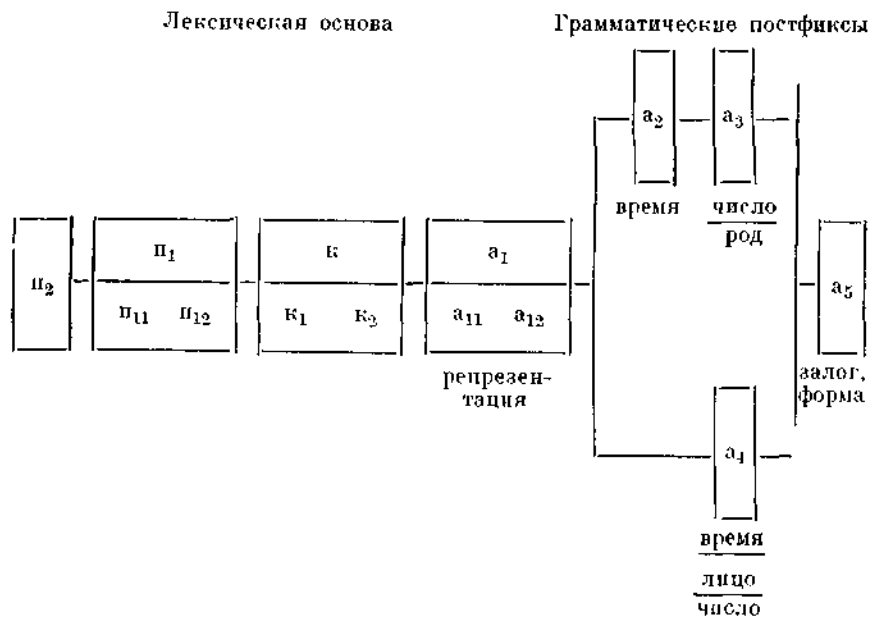 Лексическая основа
Грамматические постфиксы
а₂ а₃
время
число
род
п₂
п₁
к
а₁
п₁₁ п₁₂
к₁ к₂
а₁₁ а₁₂
репрезен-
тация
а₅
залог,
форма
а₄
время
лицо
число